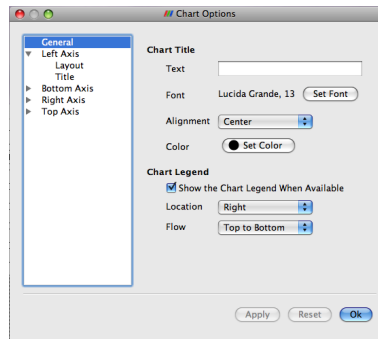 Chart Options
General
Left Axis
Layout
Title
Bottom Axis
Right Axis
Top Axis
Chart Title
Text
Font Lucida Grande, 13 Set Font
Alignment Center
Color Set Color
Chart Legend
Show the Chart Legend When Available
Location Right
Flow Top to Bottom
Apply Reset Ok